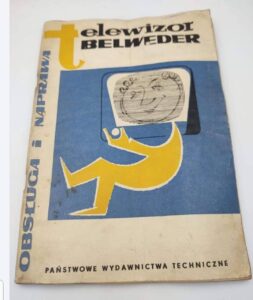 telewizor
BELWEDER
OBSŁUGA i NAPRAWA
PAŃSTWOWE WYDAWNICTWA TECHNICZNE